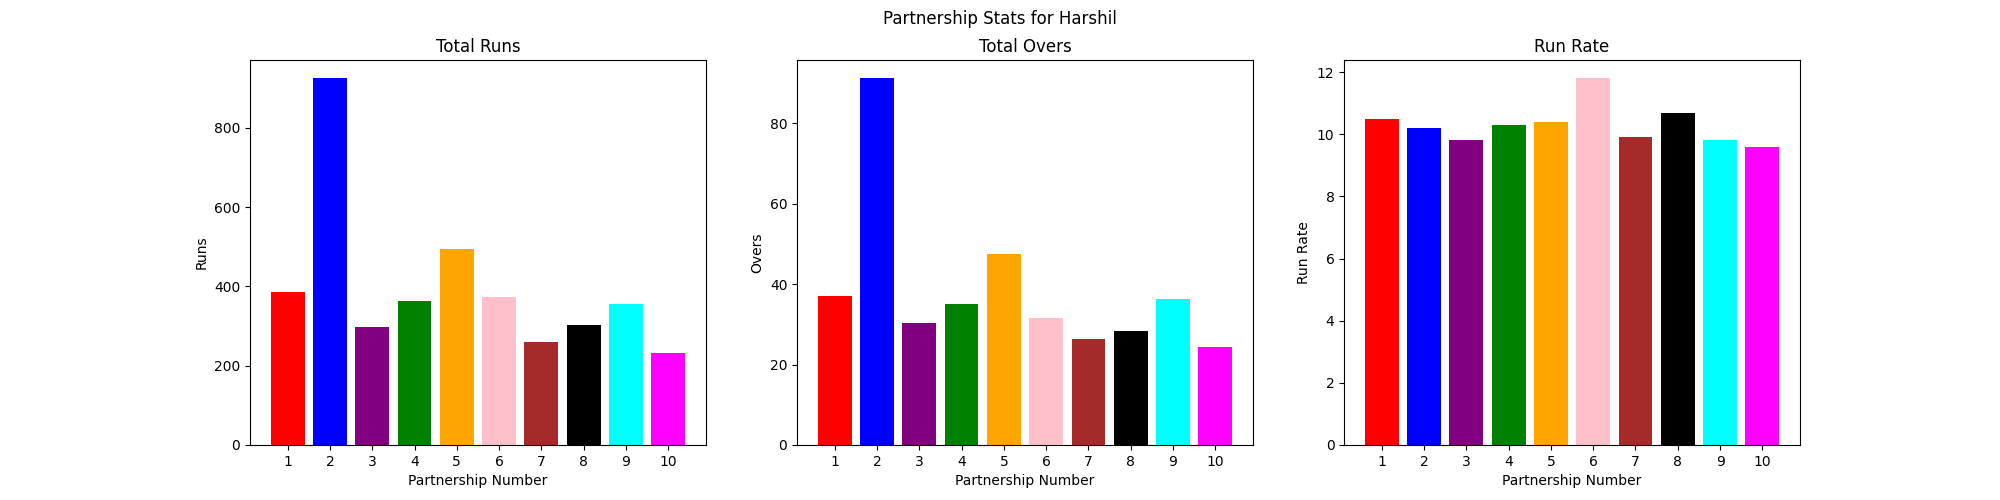 Partnership Stats for Harshil
Total Runs
Runs
800
600
400
200
0
1 2 3 4 5 6 7 8 9 10
Partnership Number
Total Overs
Overs
80
60
40
20
0
1 2 3 4 5 6 7 8 9 10
Partnership Number
Run Rate
Run Rate
12
10
8
6
4
2
0
1 2 3 4 5 6 7 8 9 10
Partnership Number